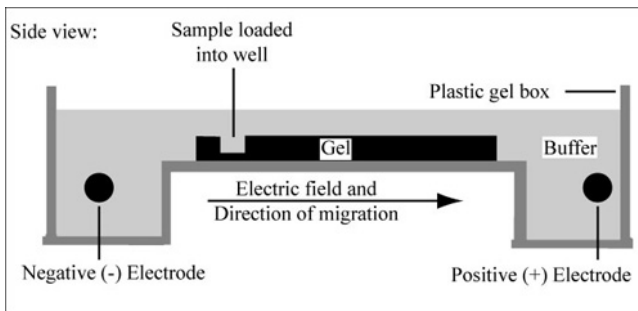 Side view:
Sample loaded
into well
Plastic gel box
Gel
Buffer
Electric field and
Direction of migration
Negative (-) Electrode
Positive (+) Electrode